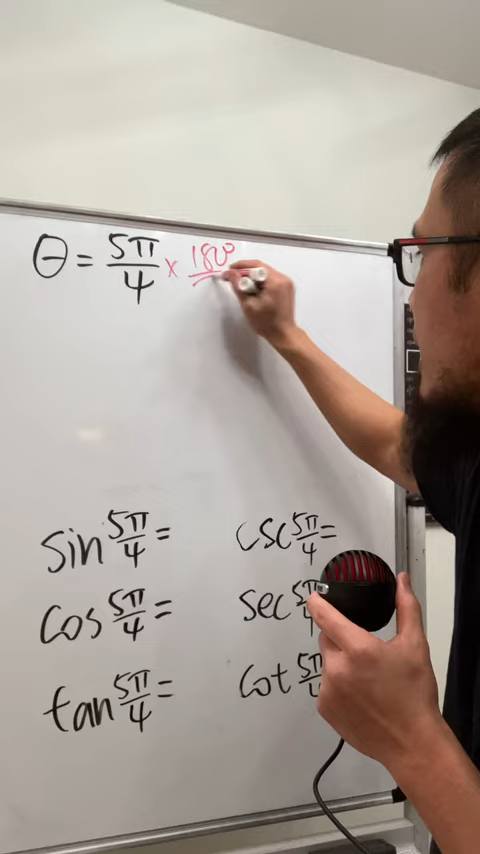 θ = 5π/4 × 180°
sin 5π/4 =
csc 5π/4 =
cos 5π/4 =
sec 5π/4
tan 5π/4 =
cot 5π/4